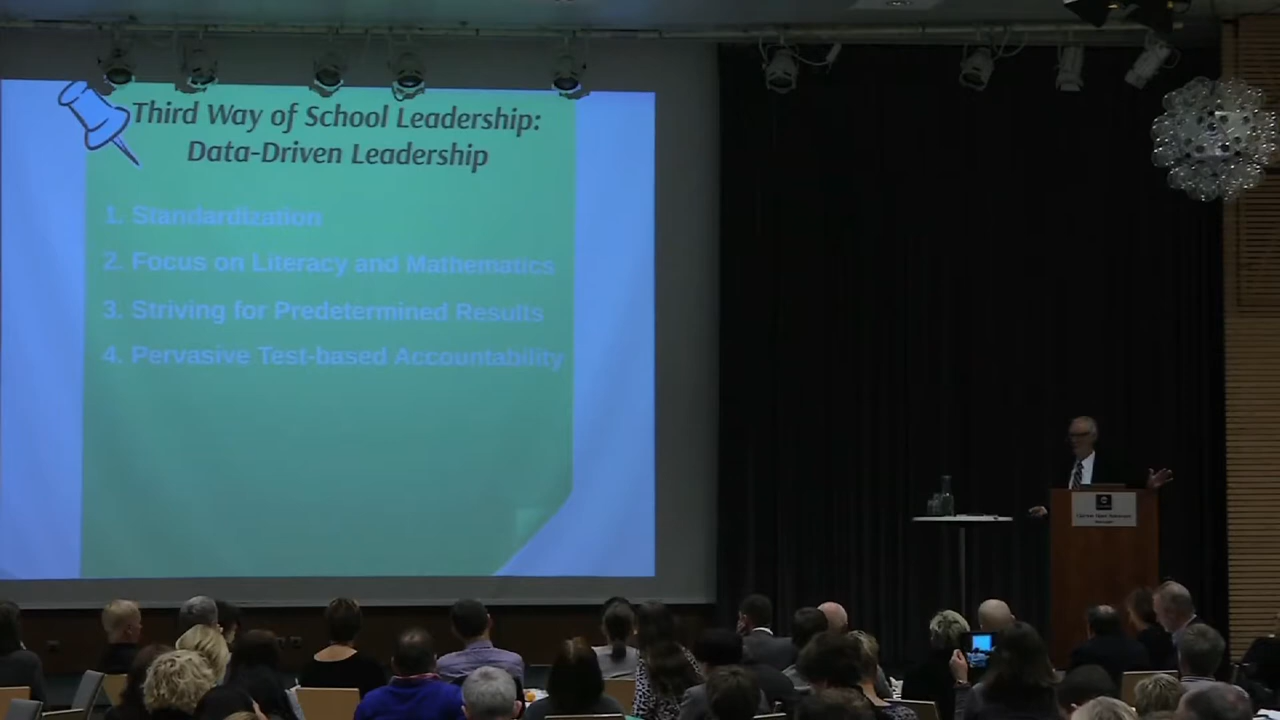 Third Way of School Leadership:
Data-Driven Leadership
1. Standardization
2. Focus on Literacy and Mathematics
3. Striving for Predetermined Results
4. Pervasive Test-based Accountability